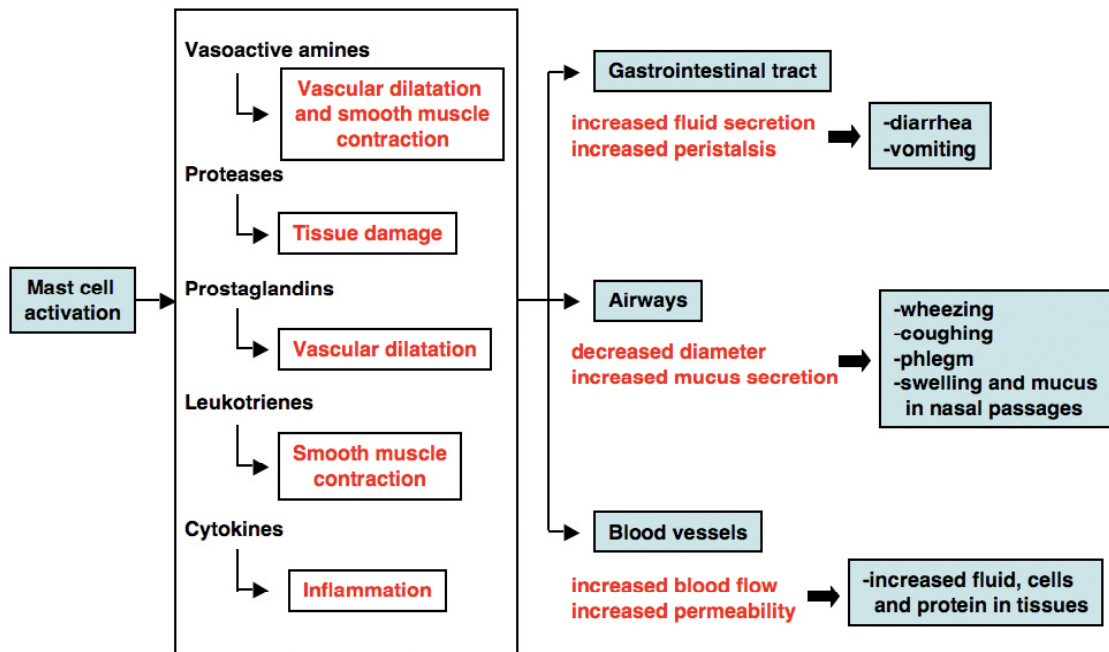 Mast cell
activation
Vasoactive amines
Vascular dilatation
and smooth muscle
contraction
Proteases
Tissue damage
Prostaglandins
Vascular dilatation
Leukotrienes
Smooth muscle
contraction
Cytokines
Inflammation
Gastrointestinal tract
increased fluid secretion
increased peristalsis
-diarrhea
-vomiting
Airways
decreased diameter
increased mucus secretion
-wheezing
-coughing
-phlegm
-swelling and mucus
in nasal passages
Blood vessels
increased blood flow
increased permeability
-increased fluid, cells
and protein in tissues